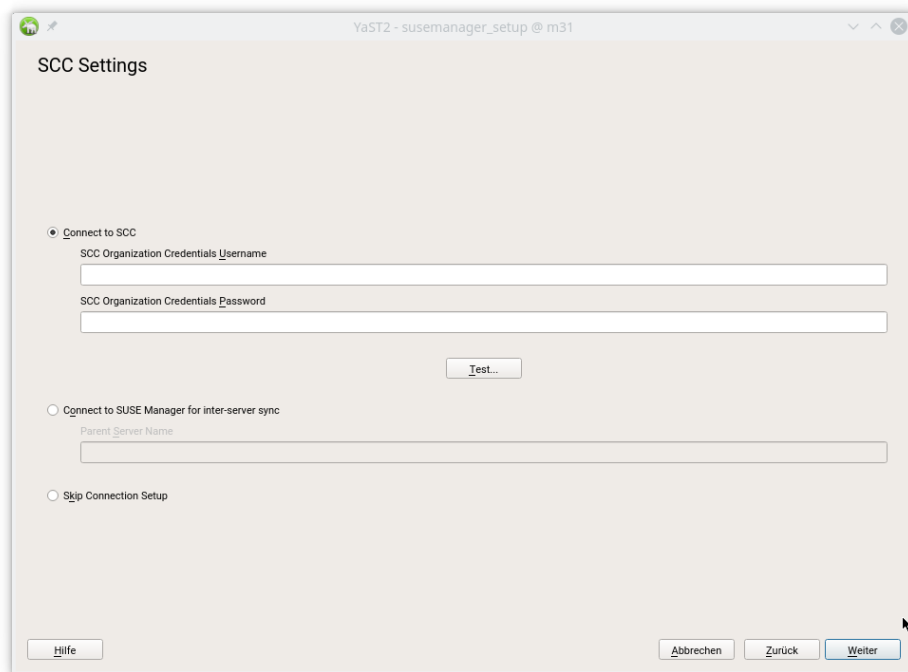 YaST2 - susemanager_setup @ m31
SCC Settings
Connect to SCC
SCC Organization Credentials Username
SCC Organization Credentials Password
Test...
Connect to SUSE Manager for inter-server sync
Parent Server Name
Skip Connection Setup
Hilfe Abbrechen Zurück Weiter